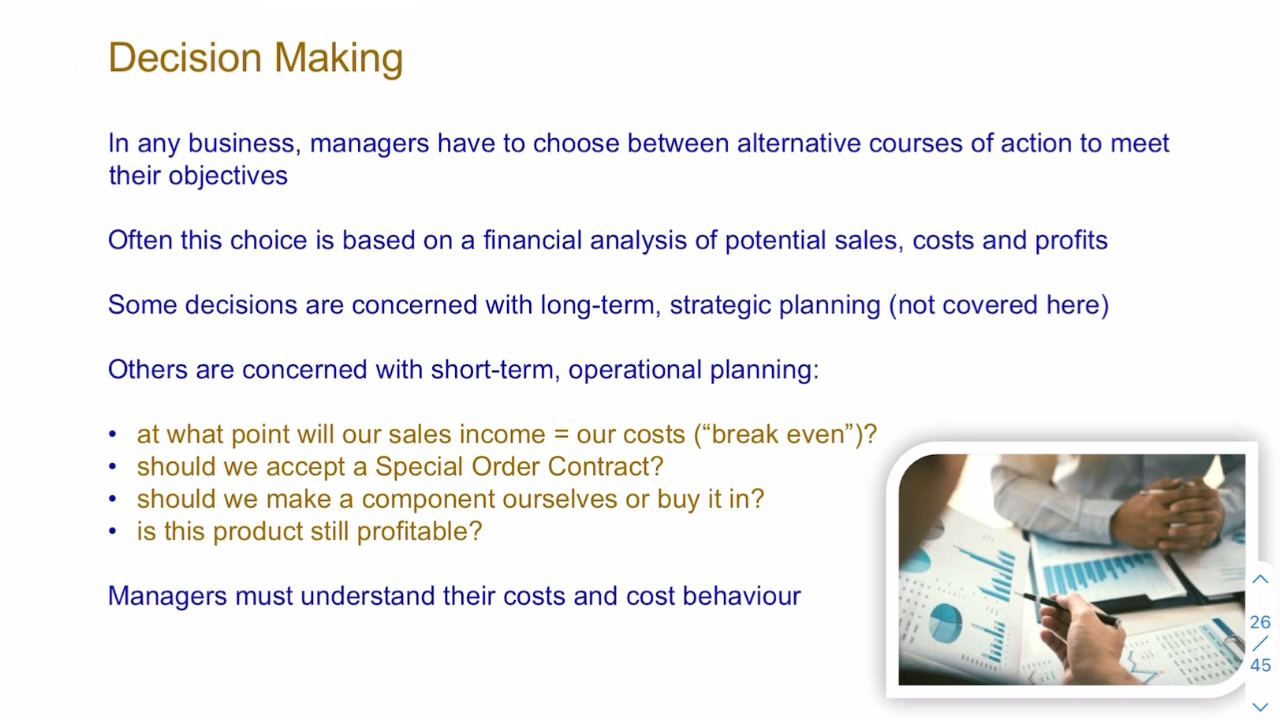 Decision Making
In any business, managers have to choose between alternative courses of action to meet
their objectives
Often this choice is based on a financial analysis of potential sales, costs and profits
Some decisions are concerned with long-term, strategic planning (not covered here)
Others are concerned with short-term, operational planning:
• at what point will our sales income = our costs (“break even”)?
• should we accept a Special Order Contract?
• should we make a component ourselves or buy it in?
• is this product still profitable?
Managers must understand their costs and cost behaviour
26
/
45